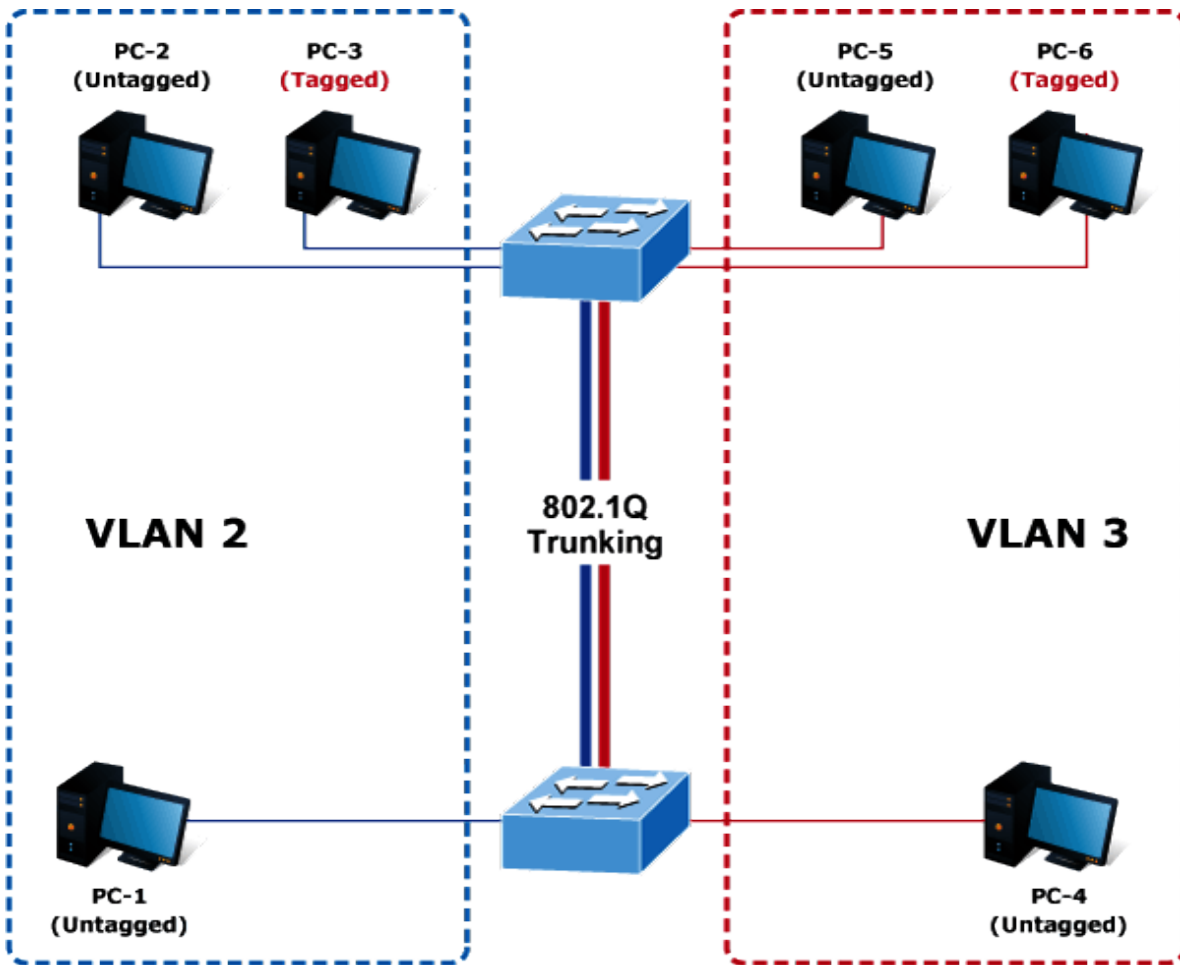 PC-2
(Untagged)
PC-3
(Tagged)
PC-5
(Untagged)
PC-6
(Tagged)
802.1Q
Trunking
VLAN 2
VLAN 3
PC-1
(Untagged)
PC-4
(Untagged)